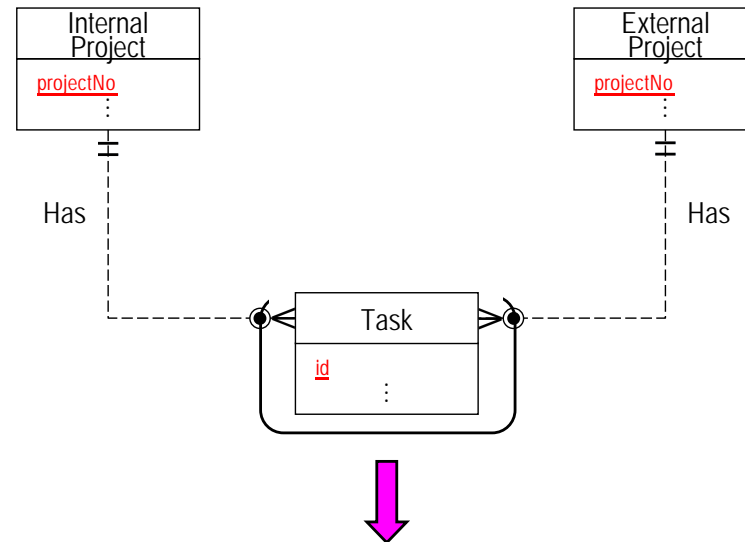 Internal
Project
projectNo
⋮
External
Project
projectNo
⋮
Has
Has
Task
id
⋮